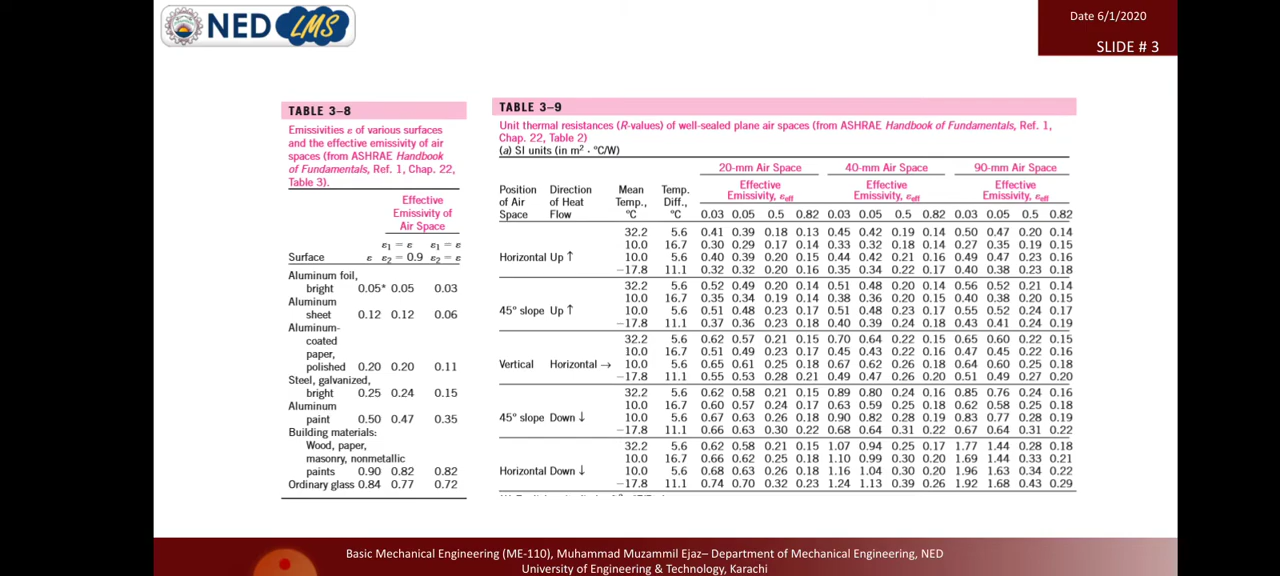 NED LMS
Date 6/1/2020
SLIDE # 3
TABLE 3–8
Emissivities ε of various surfaces
and the effective emissivity of air
spaces (from ASHRAE Handbook
of Fundamentals, Ref. 1, Chap. 22,
Table 3).
Effective
Emissivity of
Air Space
ε1 = ε ε1 = ε
Surface ε ε2 = 0.9 ε2 = ε
Aluminum foil,
bright 0.05* 0.05 0.03
Aluminum
sheet 0.12 0.12 0.06
Aluminum-
coated
paper,
polished 0.20 0.20 0.11
Steel, galvanized,
bright 0.25 0.24 0.15
Aluminum
paint 0.50 0.47 0.35
Building materials:
Wood, paper,
masonry, nonmetallic
paints 0.90 0.82 0.82
Ordinary glass 0.84 0.77 0.72
TABLE 3–9
Unit thermal resistances (R-values) of well-sealed plane air spaces (from ASHRAE Handbook of Fundamentals, Ref. 1,
Chap. 22, Table 2)
(a) SI units (in m² · °C/W)
20-mm Air Space 40-mm Air Space 90-mm Air Space
Position Direction Mean Temp. Effective Effective Effective
of Air of Heat Temp., Diff., Emissivity, εeff Emissivity, εeff Emissivity, εeff
Space Flow °C °C 0.03 0.05 0.5 0.82 0.03 0.05 0.5 0.82 0.03 0.05 0.5 0.82
32.2 5.6 0.41 0.39 0.18 0.13 0.45 0.42 0.19 0.14 0.50 0.47 0.20 0.14
10.0 16.7 0.30 0.29 0.17 0.14 0.33 0.32 0.18 0.14 0.27 0.35 0.19 0.15
Horizontal Up ↑ 10.0 5.6 0.40 0.39 0.20 0.15 0.44 0.42 0.21 0.16 0.49 0.47 0.23 0.16
−17.8 11.1 0.32 0.32 0.20 0.16 0.35 0.34 0.22 0.17 0.40 0.38 0.23 0.18
32.2 5.6 0.52 0.49 0.20 0.14 0.51 0.48 0.20 0.14 0.56 0.52 0.21 0.14
10.0 16.7 0.35 0.34 0.19 0.14 0.38 0.36 0.20 0.15 0.40 0.38 0.20 0.15
45° slope Up ↑ 10.0 5.6 0.51 0.48 0.23 0.17 0.51 0.48 0.23 0.17 0.55 0.52 0.24 0.17
−17.8 11.1 0.37 0.36 0.23 0.18 0.40 0.39 0.24 0.18 0.43 0.41 0.24 0.19
32.2 5.6 0.62 0.57 0.21 0.15 0.70 0.64 0.22 0.15 0.65 0.60 0.22 0.15
10.0 16.7 0.51 0.49 0.23 0.17 0.45 0.43 0.22 0.16 0.47 0.45 0.22 0.16
Vertical Horizontal → 10.0 5.6 0.65 0.61 0.25 0.18 0.67 0.62 0.26 0.18 0.64 0.60 0.25 0.18
−17.8 11.1 0.55 0.53 0.28 0.21 0.49 0.47 0.26 0.20 0.51 0.49 0.27 0.20
32.2 5.6 0.62 0.58 0.21 0.15 0.89 0.80 0.24 0.16 0.85 0.76 0.24 0.16
10.0 16.7 0.60 0.57 0.24 0.17 0.63 0.59 0.25 0.18 0.62 0.58 0.25 0.18
45° slope Down ↓ 10.0 5.6 0.67 0.63 0.26 0.18 0.90 0.82 0.28 0.19 0.83 0.77 0.28 0.19
−17.8 11.1 0.66 0.63 0.30 0.22 0.68 0.64 0.31 0.22 0.67 0.64 0.31 0.22
32.2 5.6 0.62 0.58 0.21 0.15 1.07 0.94 0.25 0.17 1.77 1.44 0.28 0.18
10.0 16.7 0.66 0.62 0.25 0.18 1.10 0.99 0.30 0.20 1.69 1.44 0.33 0.21
Horizontal Down ↓ 10.0 5.6 0.68 0.63 0.26 0.18 1.16 1.04 0.30 0.20 1.96 1.63 0.34 0.22
−17.8 11.1 0.74 0.70 0.32 0.23 1.24 1.13 0.39 0.26 1.92 1.68 0.43 0.29
Basic Mechanical Engineering (ME-110), Muhammad Muzammil Ejaz– Department of Mechanical Engineering, NED
University of Engineering & Technology, Karachi